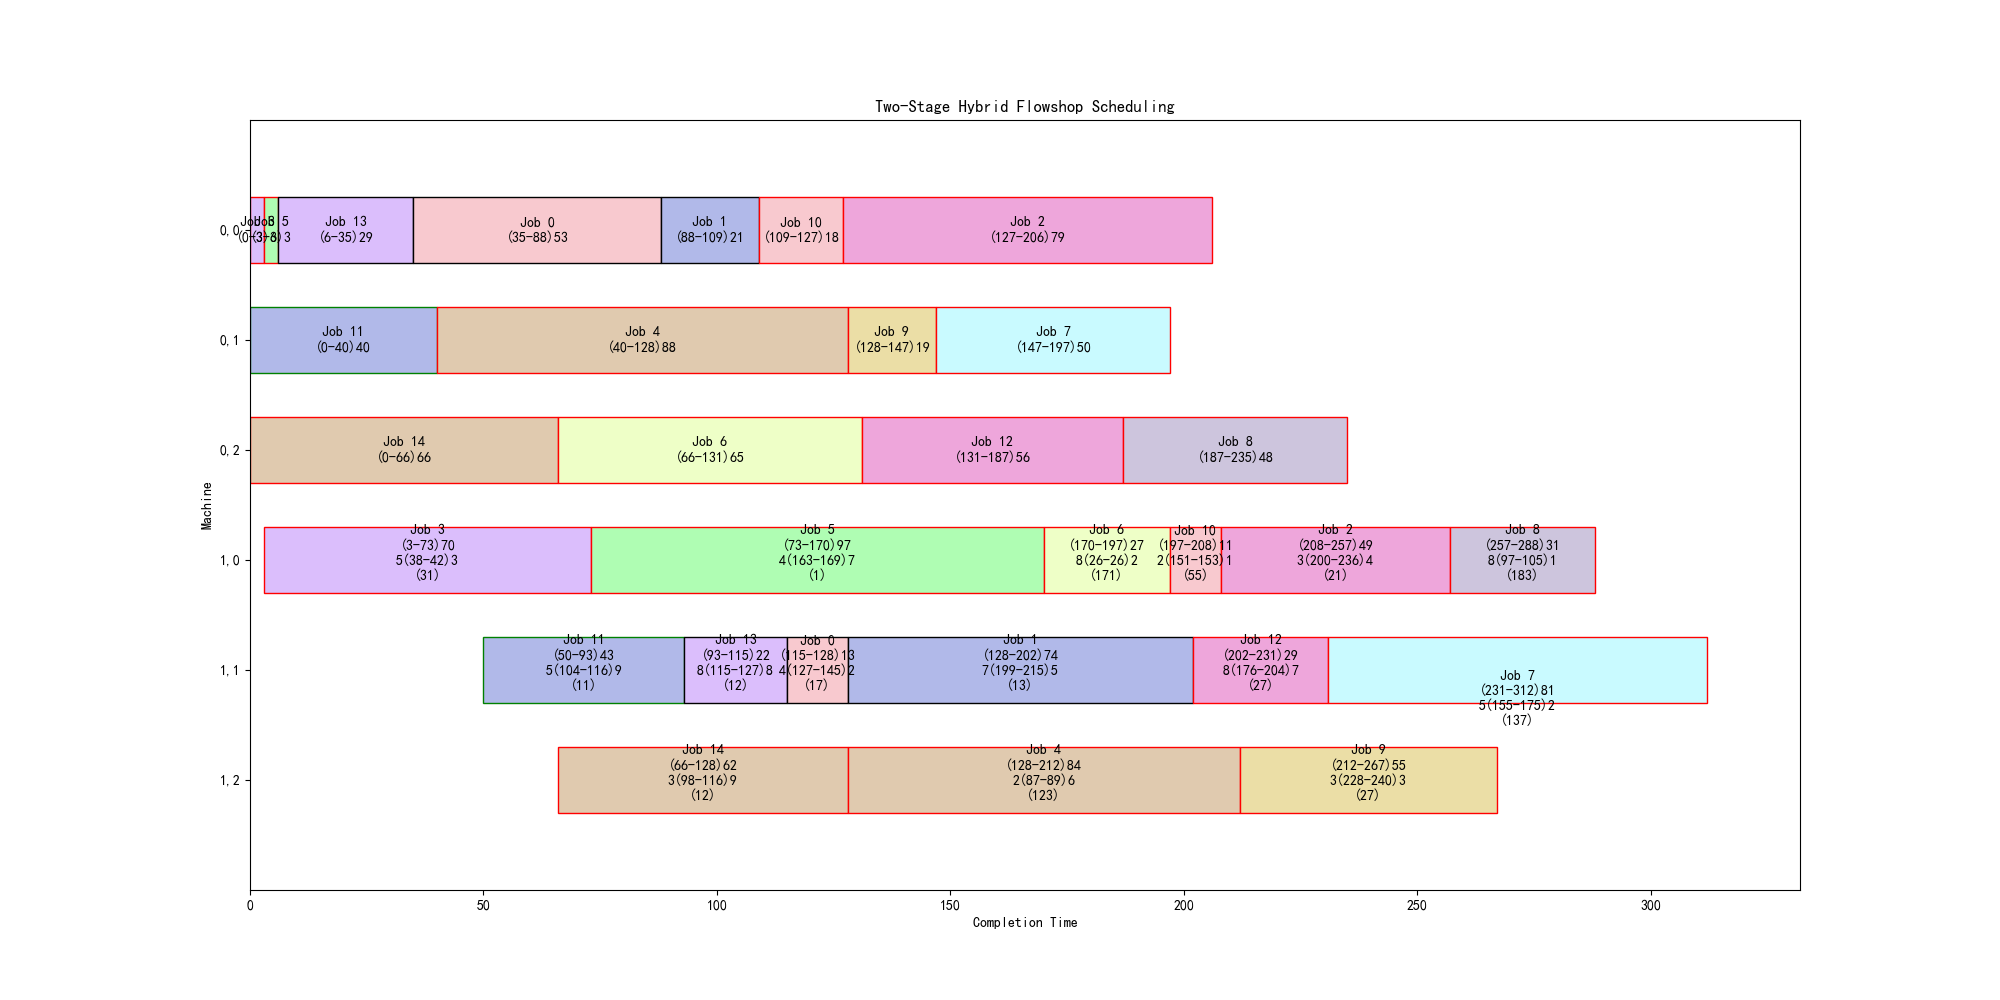 Two-Stage Hybrid Flowshop Scheduling
Machine
0,0
Job 3
(0-3)3
Job 5
(3-6)3
Job 13
(6-35)29
Job 0
(35-88)53
Job 1
(88-109)21
Job 10
(109-127)18
Job 2
(127-206)79
0,1
Job 11
(0-40)40
Job 4
(40-128)88
Job 9
(128-147)19
Job 7
(147-197)50
0,2
Job 14
(0-66)66
Job 6
(66-131)65
Job 12
(131-187)56
Job 8
(187-235)48
1,0
Job 3
(3-73)70
5(38-42)3
(31)
Job 5
(73-170)97
4(163-169)7
(1)
Job 6
(170-197)27
8(26-26)2
(171)
Job 10
(197-208)11
2(151-153)1
(55)
Job 2
(208-257)49
3(200-236)4
(21)
Job 8
(257-288)31
8(97-105)1
(183)
1,1
Job 11
(50-93)43
5(104-116)9
(11)
Job 13
(93-115)22
8(115-127)8
(12)
Job 0
(115-128)13
4(127-145)2
(17)
Job 1
(128-202)74
7(199-215)5
(13)
Job 12
(202-231)29
8(176-204)7
(27)
Job 7
(231-312)81
5(155-175)2
(137)
1,2
Job 14
(66-128)62
3(98-116)9
(12)
Job 4
(128-212)84
2(87-89)6
(123)
Job 9
(212-267)55
3(228-240)3
(27)
0
50
100
150
200
250
300
Completion Time